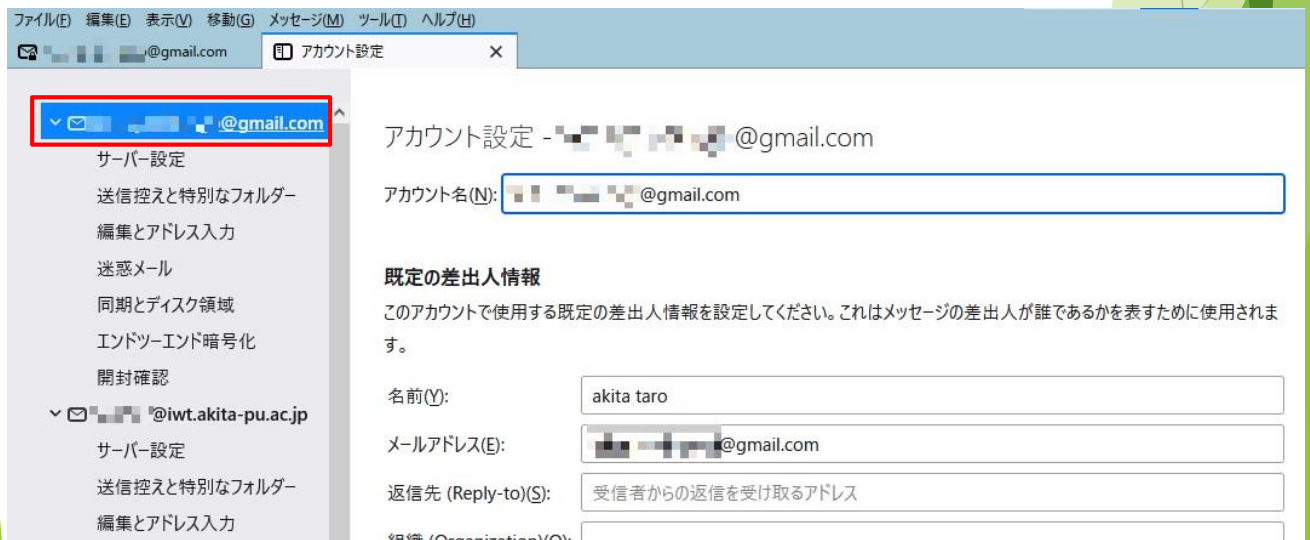 ファイル(F) 編集(E) 表示(V) 移動(G) メッセージ(M) ツール(T) ヘルプ(H)
@gmail.com アカウント設定
@gmail.com
サーバー設定
送信控えと特別なフォルダー
編集とアドレス入力
迷惑メール
同期とディスク領域
エンドツーエンド暗号化
開封確認
@iwt.akita-pu.ac.jp
サーバー設定
送信控えと特別なフォルダー
編集とアドレス入力
アカウント設定 - @gmail.com
アカウント名(N): @gmail.com
既定の差出人情報
このアカウントで使用する既定の差出人情報を設定してください。これはメッセージの差出人が誰であるかを表すために使用されま
す。
名前(Y): akita taro
メールアドレス(E): @gmail.com
返信先 (Reply-to)(S): 受信者からの返信を受け取るアドレス
組織 (Organization)(O):